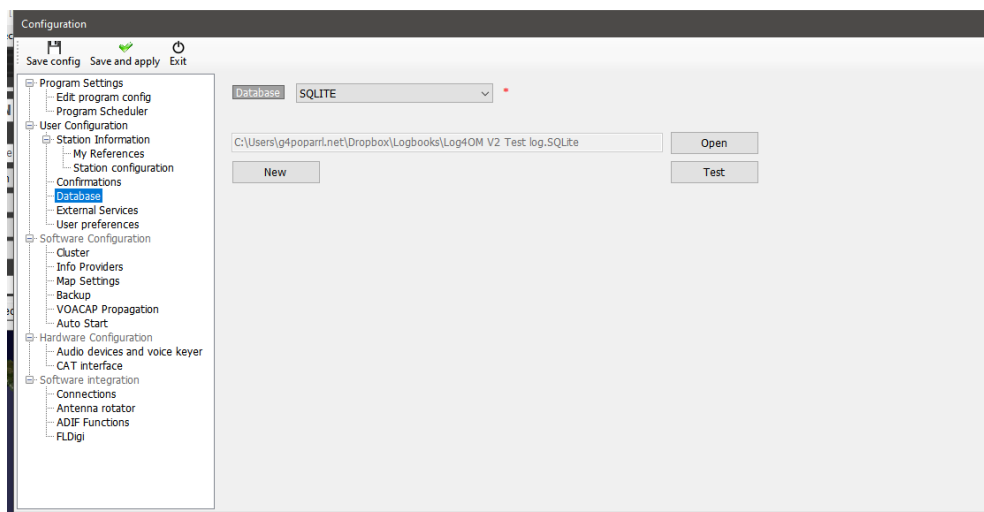 Configuration
Save config Save and apply Exit
Program Settings
Edit program config
Program Scheduler
User Configuration
Station Information
My References
Station configuration
Confirmations
Database
External Services
User preferences
Software Configuration
Cluster
Info Providers
Map Settings
Backup
VOACAP Propagation
Auto Start
Hardware Configuration
Audio devices and voice keyer
CAT interface
Software integration
Connections
Antenna rotator
ADIF Functions
FLDigi
Database SQLITE *
C:\Users\g4poparrl.net\Dropbox\Logbooks\Log4OM V2 Test log.SQLite Open
New Test